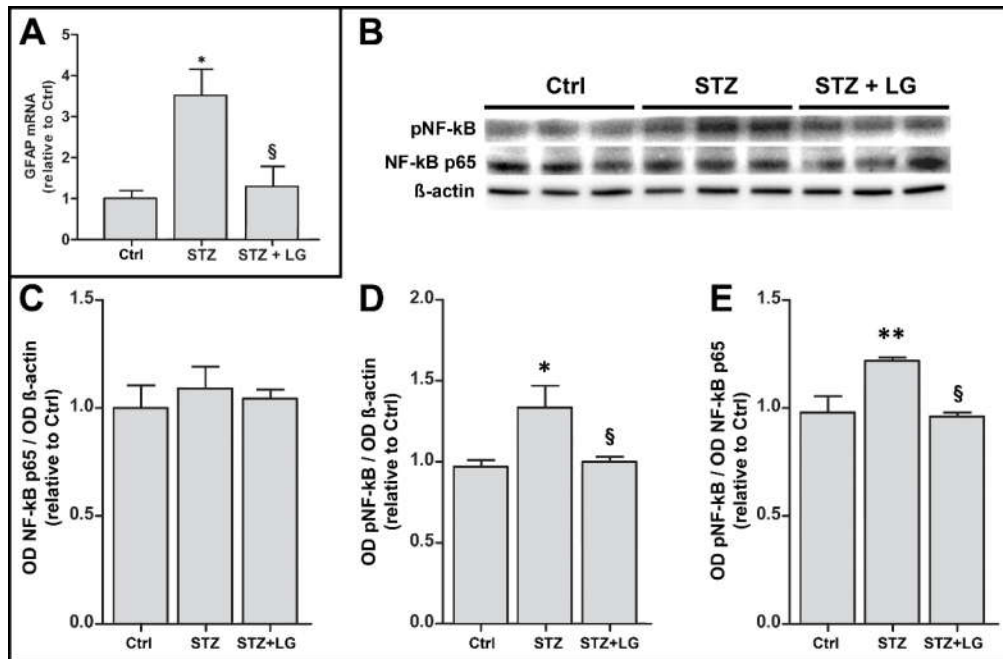 A
GFAP mRNA
(relative to Ctrl)
5
4
3
2
1
0
*
§
Ctrl
STZ
STZ + LG
B
Ctrl
STZ
STZ + LG
pNF-kB
NF-kB p65
ß-actin
C
OD NF-kB p65 / OD ß-actin
(relative to Ctrl)
1.5
1.0
0.5
0.0
Ctrl
STZ
STZ+LG
D
OD pNF-kB / OD ß-actin
(relative to Ctrl)
2.0
1.5
1.0
0.5
0.0
*
§
Ctrl
STZ
STZ+LG
E
OD pNF-kB / OD NF-kB p65
(relative to Ctrl)
1.5
1.0
0.5
0.0
**
§
Ctrl
STZ
STZ+LG